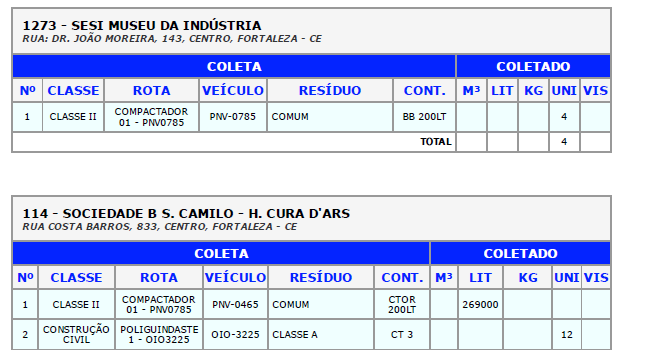 1273 - SESI MUSEU DA INDÚSTRIA
RUA: DR. JOÃO MOREIRA, 143, CENTRO, FORTALEZA - CE
COLETA COLETADO
Nº CLASSE ROTA VEÍCULO RESÍDUO CONT. M³ LIT KG UNI VIS
1 CLASSE II COMPACTADOR 01 - PNV0785 PNV-0785 COMUM BB 200LT 4
TOTAL 4
114 - SOCIEDADE B S. CAMILO - H. CURA D'ARS
RUA COSTA BARROS, 833, CENTRO, FORTALEZA - CE
COLETA COLETADO
Nº CLASSE ROTA VEÍCULO RESÍDUO CONT. M³ LIT KG UNI VIS
1 CLASSE II COMPACTADOR 01 - PNV0785 PNV-0465 COMUM CTOR 200LT 269000
2 CONSTRUÇÃO CIVIL POLIGUINDASTE 1 - OIO3225 OIO-3225 CLASSE A CT 3 12